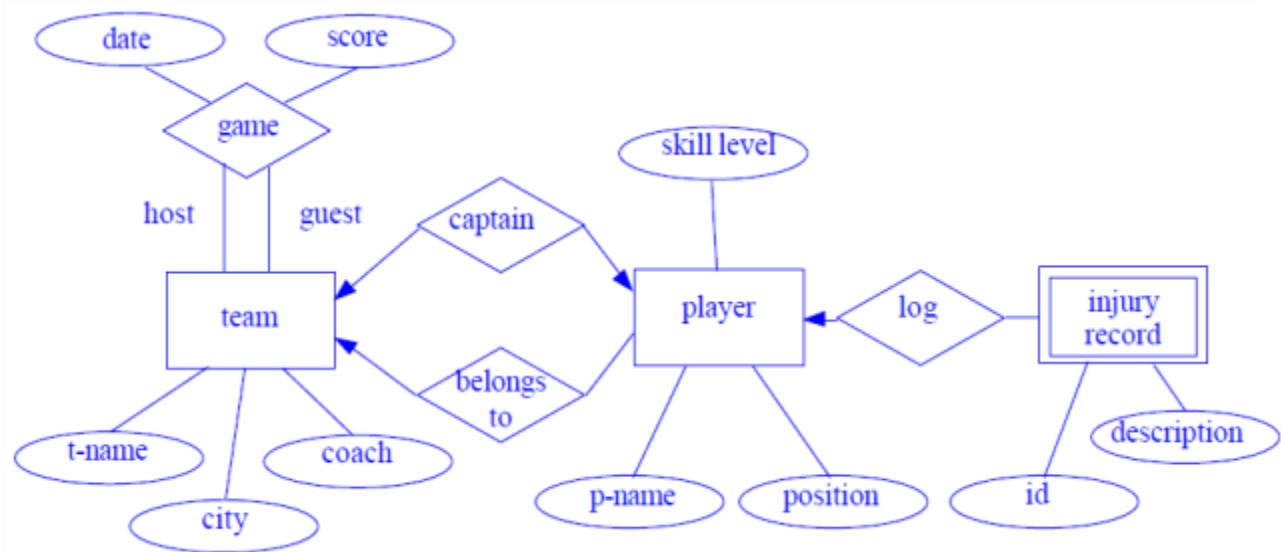 date
score
game
skill level
host
guest
captain
team
player
log
injury
record
belongs
to
t-name
coach
city
p-name
position
id
description